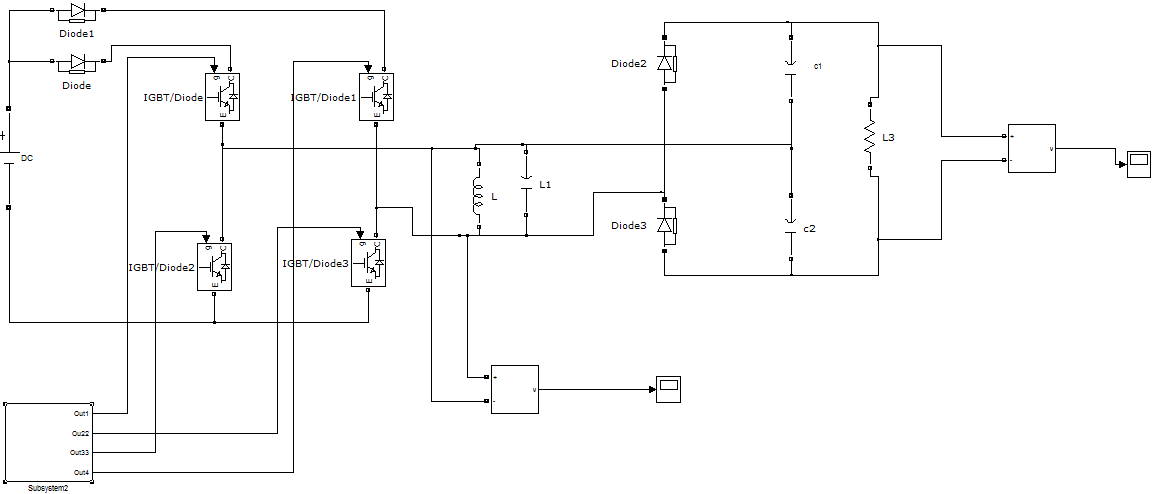 Diode1
Diode
IGBT/Diode
g
C
E
IGBT/Diode1
g
C
E
Diode2
c1
+
DC
L3
+
-
v
L
L1
Diode3
c2
IGBT/Diode2
g
C
E
IGBT/Diode3
g
C
E
+
-
v
Out1
Ou22
Out33
Out4
Subsystem2